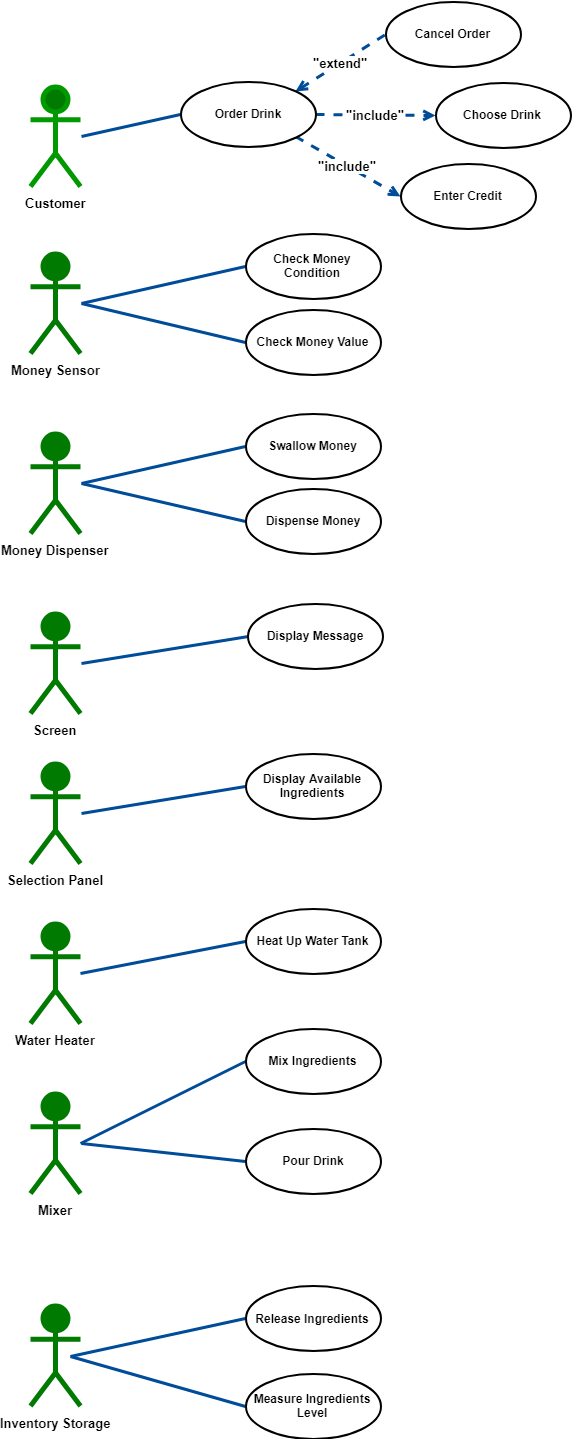 Cancel Order
"extend"
Order Drink
"include"
Choose Drink
"include"
Enter Credit
Customer
Check Money
Condition
Check Money Value
Money Sensor
Swallow Money
Dispense Money
Money Dispenser
Display Message
Screen
Display Available
Ingredients
Selection Panel
Heat Up Water Tank
Water Heater
Mix Ingredients
Pour Drink
Mixer
Release Ingredients
Measure Ingredients
Level
Inventory Storage